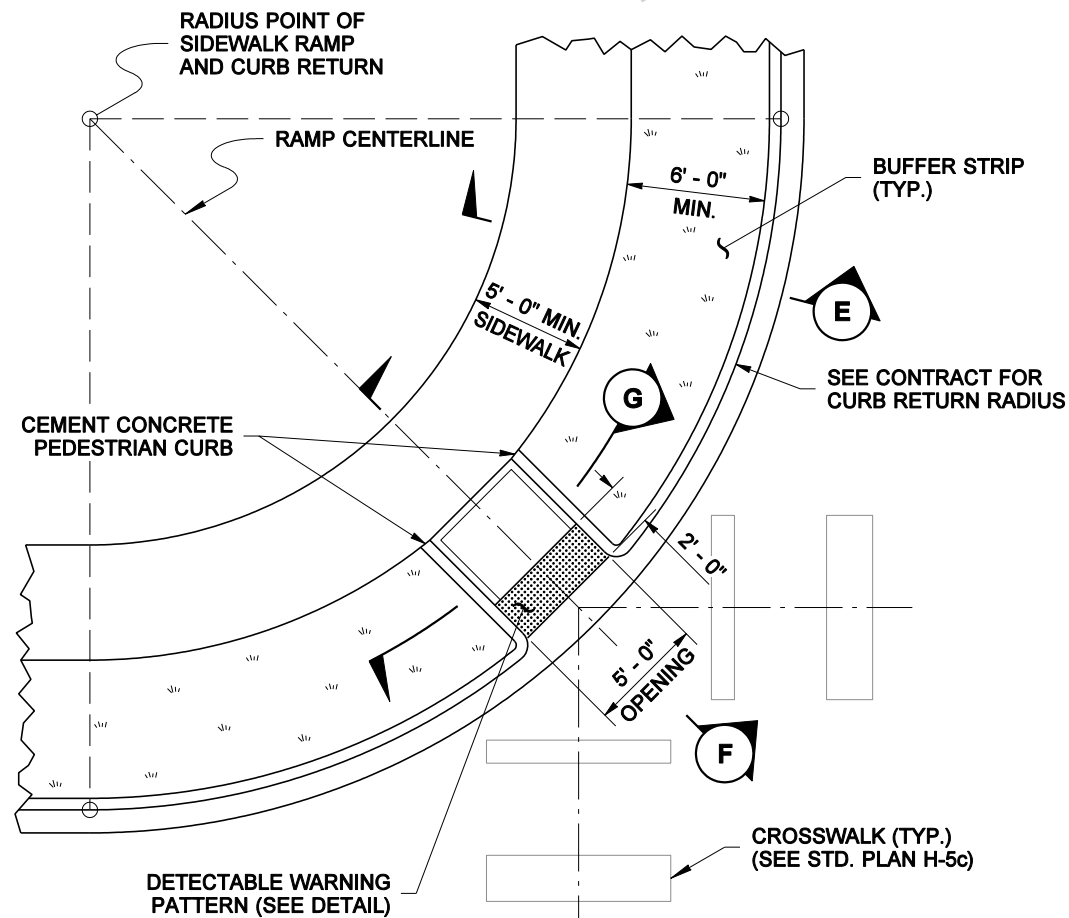 RADIUS POINT OF
SIDEWALK RAMP
AND CURB RETURN
RAMP CENTERLINE
6' - 0"
MIN.
BUFFER STRIP
(TYP.)
5' - 0" MIN.
SIDEWALK
E
SEE CONTRACT FOR
CURB RETURN RADIUS
G
CEMENT CONCRETE
PEDESTRIAN CURB
2' - 0"
5' - 0"
OPENING
F
CROSSWALK (TYP.)
(SEE STD. PLAN H-5c)
DETECTABLE WARNING
PATTERN (SEE DETAIL)